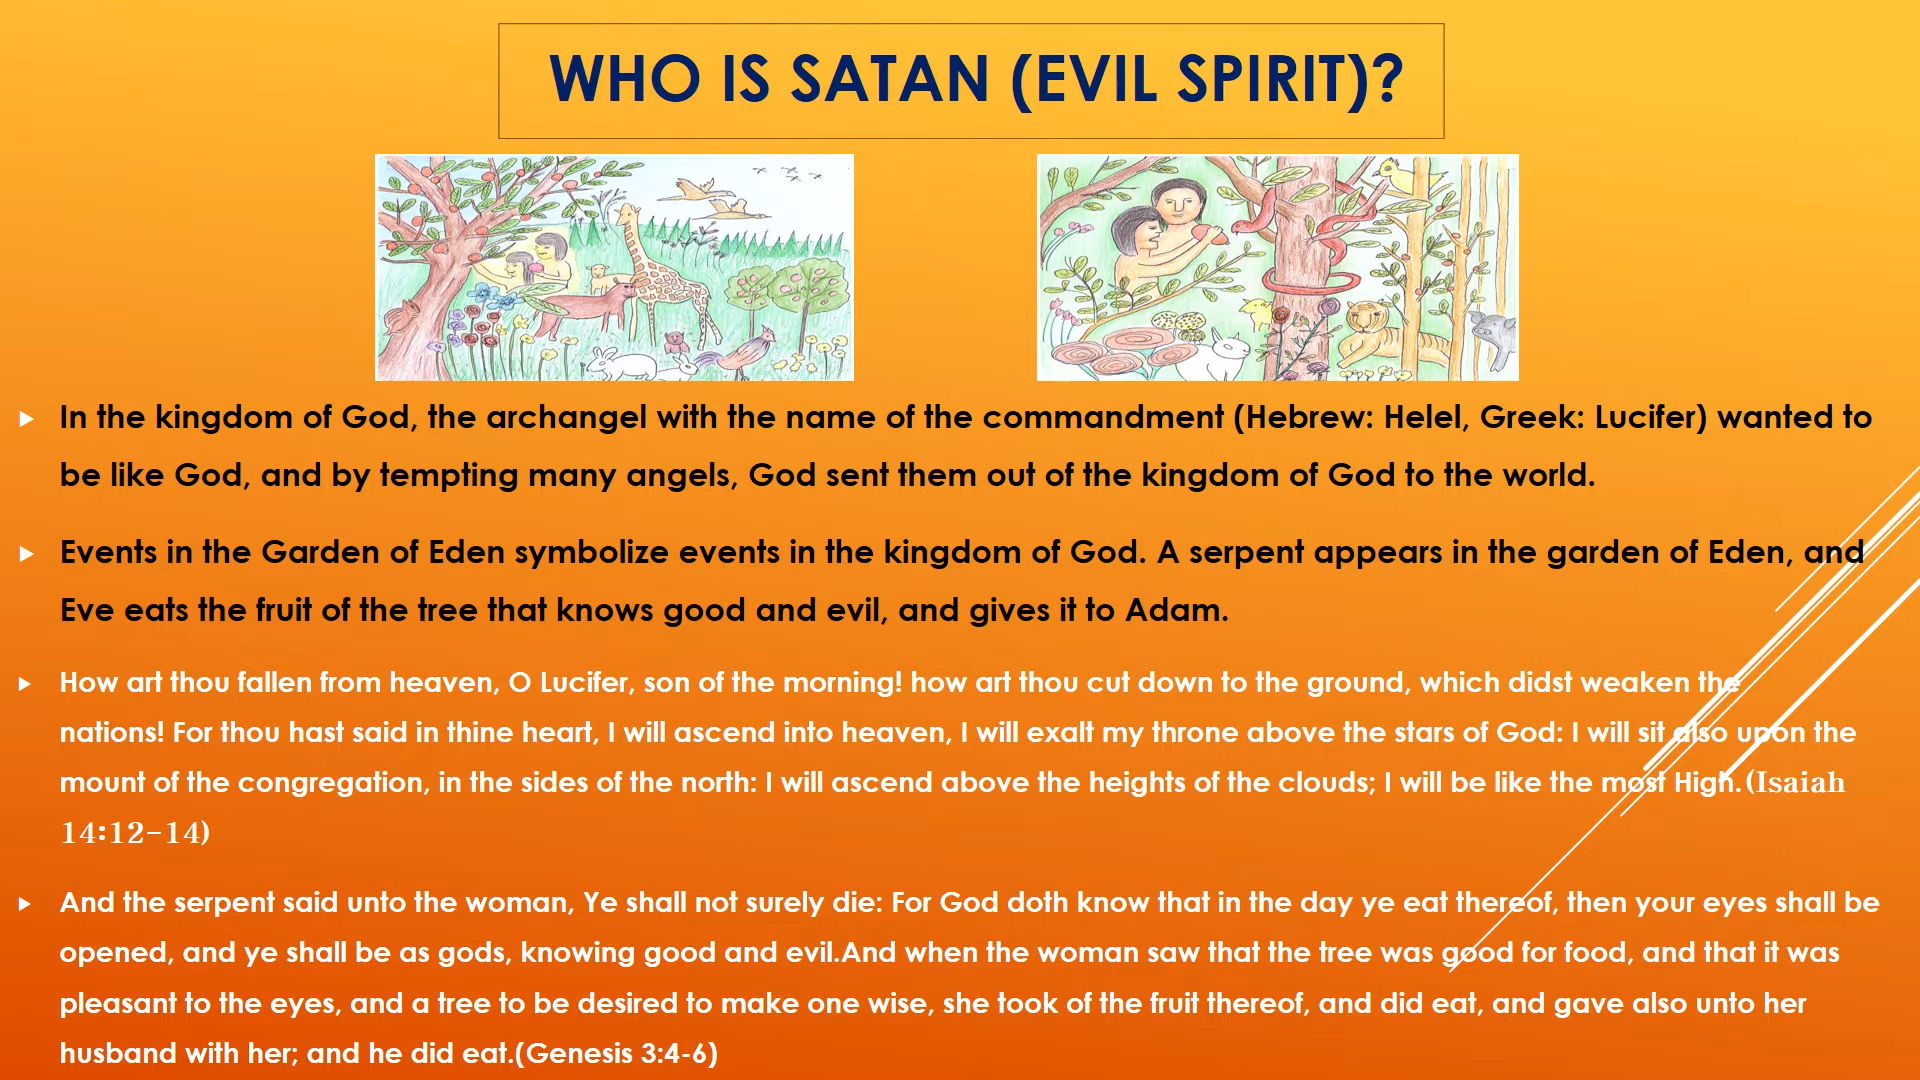 WHO IS SATAN (EVIL SPIRIT)?
In the kingdom of God, the archangel with the name of the commandment (Hebrew: Helel, Greek: Lucifer) wanted to
be like God, and by tempting many angels, God sent them out of the kingdom of God to the world.
Events in the Garden of Eden symbolize events in the kingdom of God. A serpent appears in the garden of Eden, and
Eve eats the fruit of the tree that knows good and evil, and gives it to Adam.
How art thou fallen from heaven, O Lucifer, son of the morning! how art thou cut down to the ground, which didst weaken the
nations! For thou hast said in thine heart, I will ascend into heaven, I will exalt my throne above the stars of God: I will sit also upon the
mount of the congregation, in the sides of the north: I will ascend above the heights of the clouds; I will be like the most High.(Isaiah
14:12-14)
And the serpent said unto the woman, Ye shall not surely die: For God doth know that in the day ye eat thereof, then your eyes shall be
opened, and ye shall be as gods, knowing good and evil.And when the woman saw that the tree was good for food, and that it was
pleasant to the eyes, and a tree to be desired to make one wise, she took of the fruit thereof, and did eat, and gave also unto her
husband with her; and he did eat.(Genesis 3:4-6)